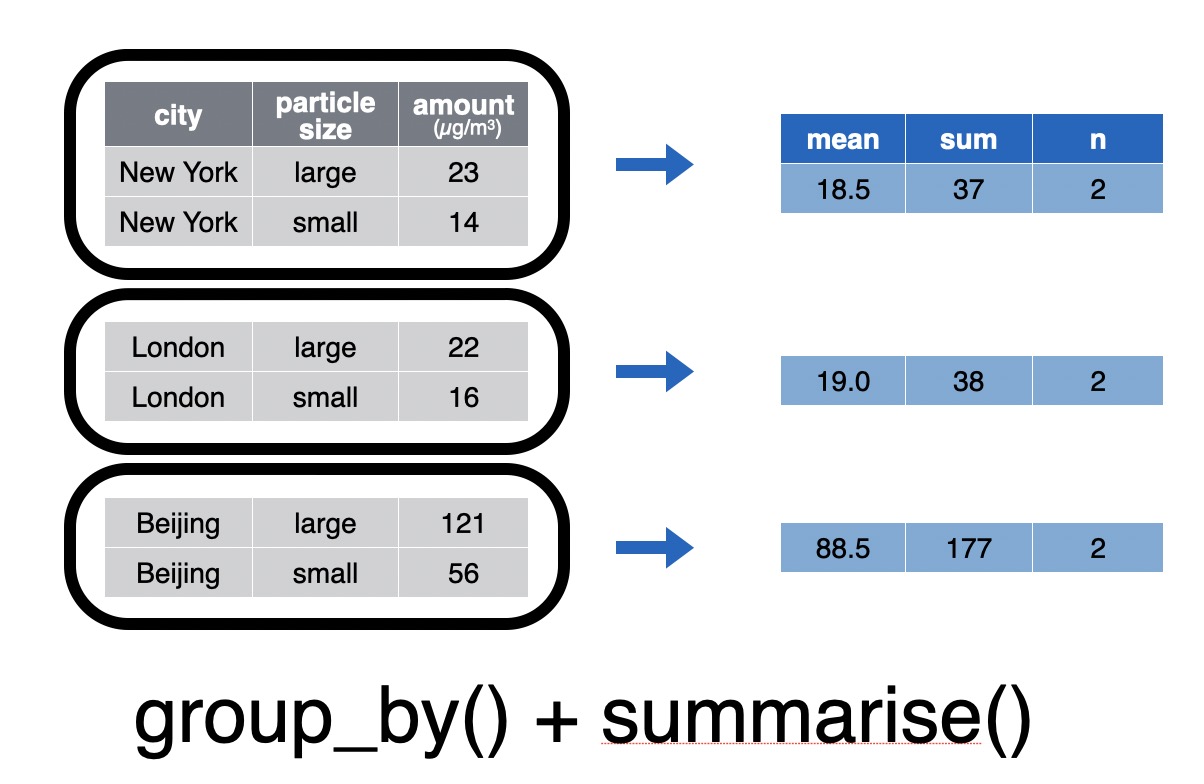 city particle size amount (µg/m³)
New York large 23
New York small 14
mean sum n
18.5 37 2
London large 22
London small 16
19.0 38 2
Beijing large 121
Beijing small 56
88.5 177 2
group_by() + summarise()